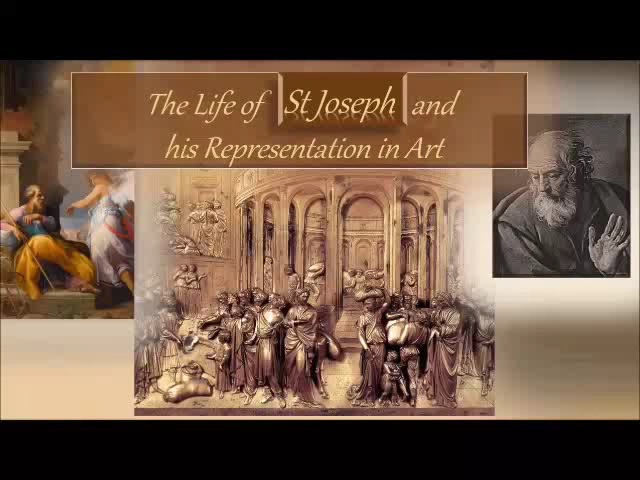 The Life of St Joseph and
his Representation in Art